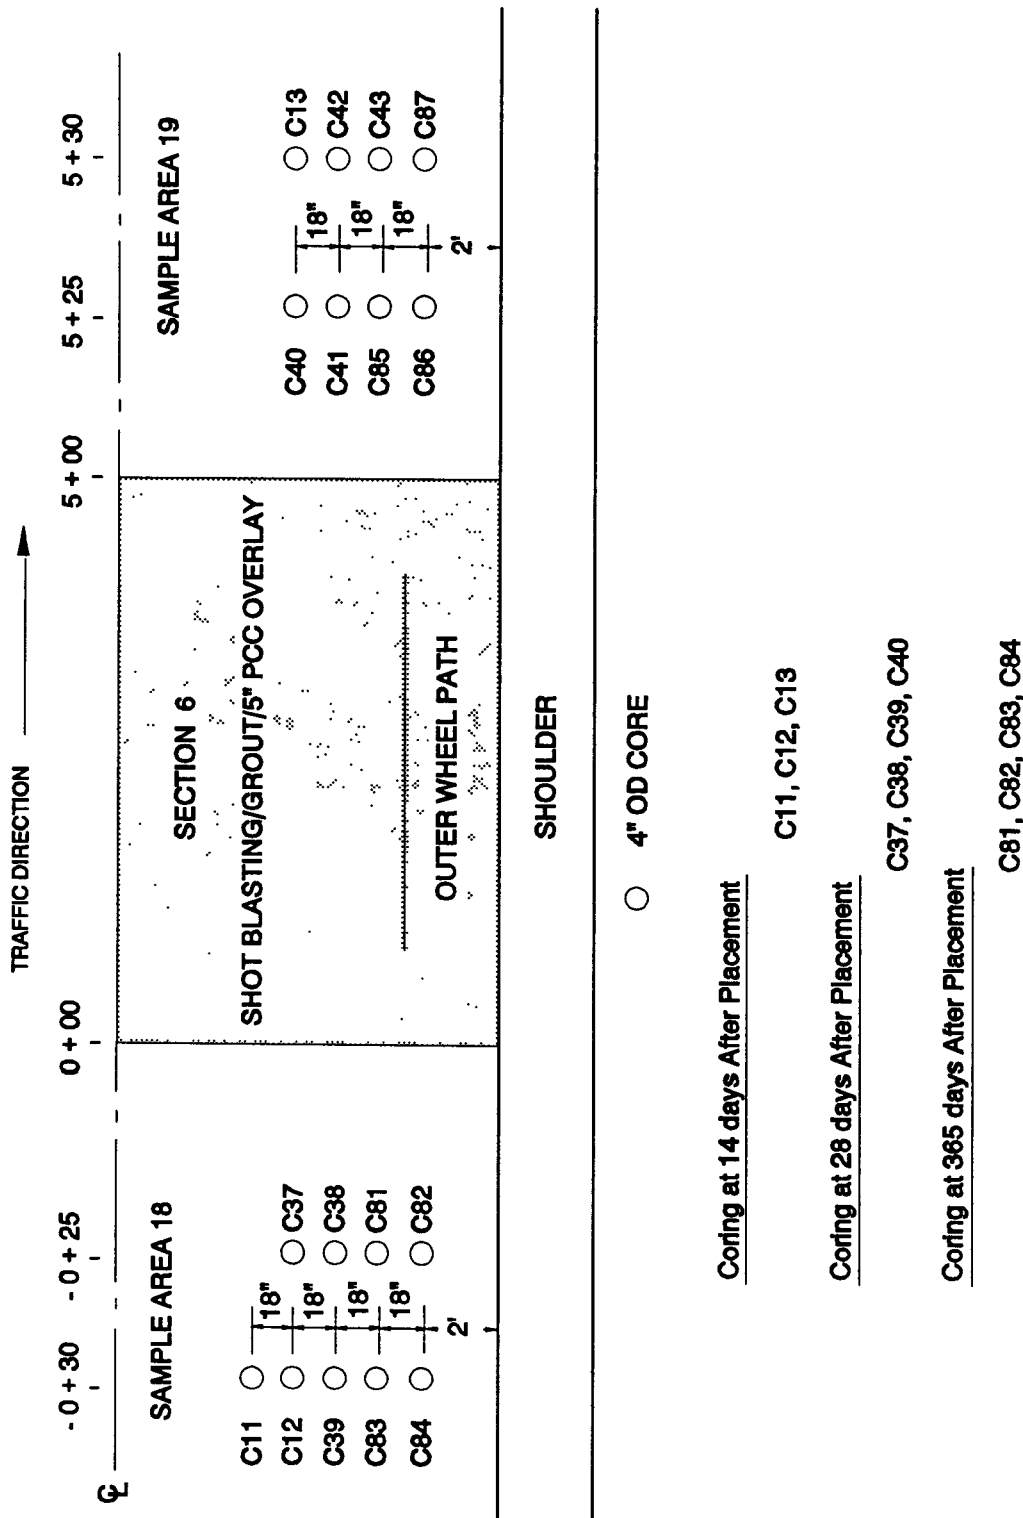 TRAFFIC DIRECTION
- 0 + 30
- 0 + 25
0 + 00
5 + 00
5 + 25
5 + 30
℄
SAMPLE AREA 18
SECTION 6
SHOT BLASTING/GROUT/5" PCC OVERLAY
OUTER WHEEL PATH
SAMPLE AREA 19
C11
18"
C12
18"
C37
C39
18"
C38
C83
18"
C81
C84
C82
2'
C40
18"
C13
C41
18"
C42
C85
18"
C43
C86
C87
2'
SHOULDER
4" OD CORE
Coring at 14 days After Placement
C11, C12, C13
Coring at 28 days After Placement
C37, C38, C39, C40
Coring at 365 days After Placement
C81, C82, C83, C84